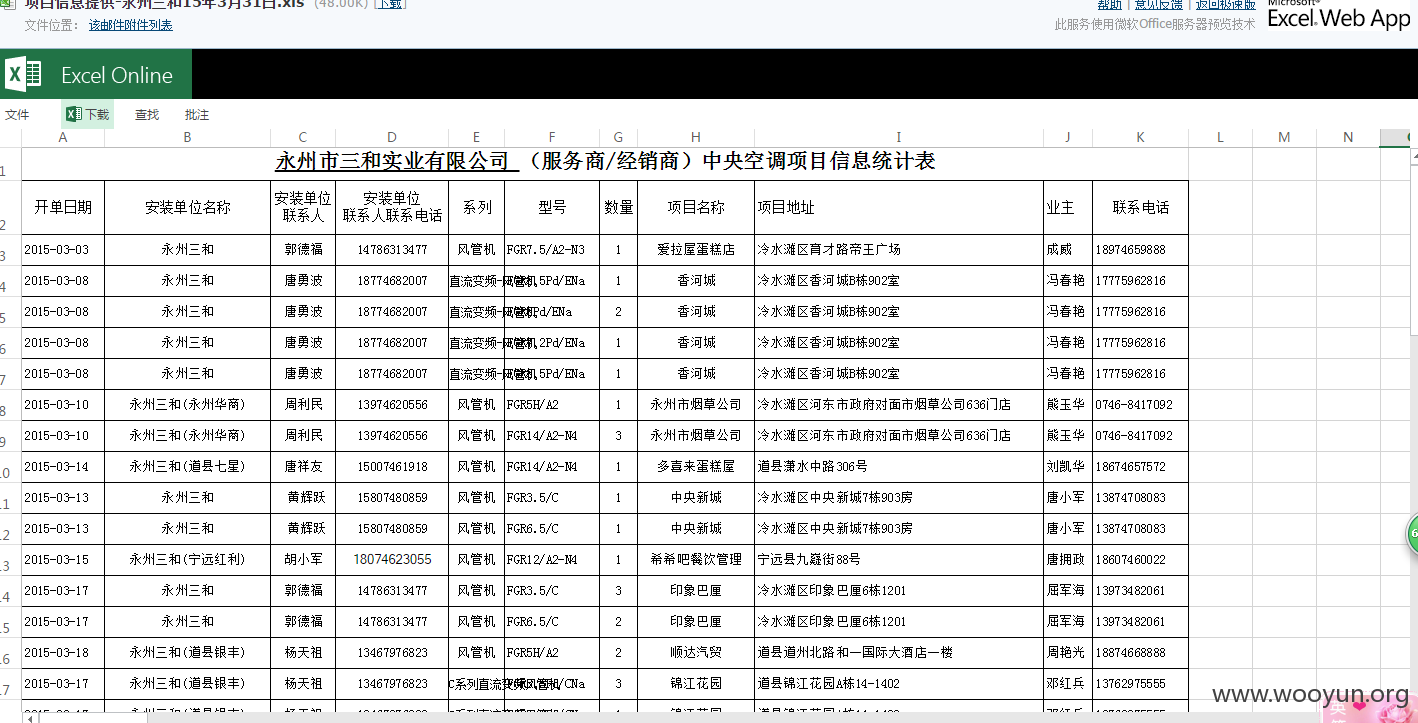 项目信息提供-永州三和15年3月31日.xls (48.00K) [下载]
帮助 | 意见反馈 | 返回极速版
Microsoft®
Excel Web App
文件位置： 该邮件附件列表
此服务使用微软Office服务器预览技术
Excel Online
文件 下载 查找 批注
A B C D E F G H I J K L M N
1 永州市三和实业有限公司 （服务商/经销商）中央空调项目信息统计表
2 开单日期 安装单位名称 安装单位联系人 安装单位联系人联系电话 系列 型号 数量 项目名称 项目地址 业主 联系电话
3 2015-03-03 永州三和 郭德福 14786313477 风管机 FGR7.5/A2-N3 1 爱拉屋蛋糕店 冷水滩区育才路帝王广场 成威 18974659888
4 2015-03-08 永州三和 唐勇波 18774682007 直流变频-风管机 5Pd/ENa 1 香河城 冷水滩区香河城B栋902室 冯春艳 17775962816
5 2015-03-08 永州三和 唐勇波 18774682007 直流变频-风管机 Pd/ENa 2 香河城 冷水滩区香河城B栋902室 冯春艳 17775962816
6 2015-03-08 永州三和 唐勇波 18774682007 直流变频-风管机 2Pd/ENa 1 香河城 冷水滩区香河城B栋902室 冯春艳 17775962816
7 2015-03-08 永州三和 唐勇波 18774682007 直流变频-风管机 5Pd/ENa 1 香河城 冷水滩区香河城B栋902室 冯春艳 17775962816
8 2015-03-10 永州三和(永州华商) 周利民 13974620556 风管机 FGR5H/A2 1 永州市烟草公司 冷水滩区河东市政府对面市烟草公司636门店 熊玉华 0746-8417092
9 2015-03-10 永州三和(永州华商) 周利民 13974620556 风管机 FGR14/A2-N4 3 永州市烟草公司 冷水滩区河东市政府对面市烟草公司636门店 熊玉华 0746-8417092
10 2015-03-14 永州三和(道县七星) 唐祥友 15007461918 风管机 FGR14/A2-N4 1 多喜来蛋糕屋 道县萧水中路306号 刘凯华 18674657572
11 2015-03-13 永州三和 黄辉跃 15807480859 风管机 FGR3.5/C 1 中央新城 冷水滩区中央新城7栋903房 唐小军 13874708083
12 2015-03-13 永州三和 黄辉跃 15807480859 风管机 FGR6.5/C 1 中央新城 冷水滩区中央新城7栋903房 唐小军 13874708083
13 2015-03-15 永州三和(宁远红利) 胡小军 18074623055 风管机 FGR12/A2-N4 1 希希吧餐饮管理 宁远县九嶷街88号 唐拥政 18607460022
14 2015-03-17 永州三和 郭德福 14786313477 风管机 FGR3.5/C 3 印象巴厘 冷水滩区印象巴厘6栋1201 屈军海 13973482061
15 2015-03-17 永州三和 郭德福 14786313477 风管机 FGR6.5/C 2 印象巴厘 冷水滩区印象巴厘6栋1201 屈军海 13973482061
16 2015-03-18 永州三和(道县银丰) 杨天祖 13467976823 风管机 FGR5H/A2 2 顺达汽贸 道县道州北路和一国际大酒店一楼 周艳光 18874668888
17 2015-03-17 永州三和(道县银丰) 杨天祖 13467976823 C系列直流变频风管机 /CNa 3 锦江花园 道县锦江花园A栋14-1402 邓红兵 13762975555
www.wooyun.org